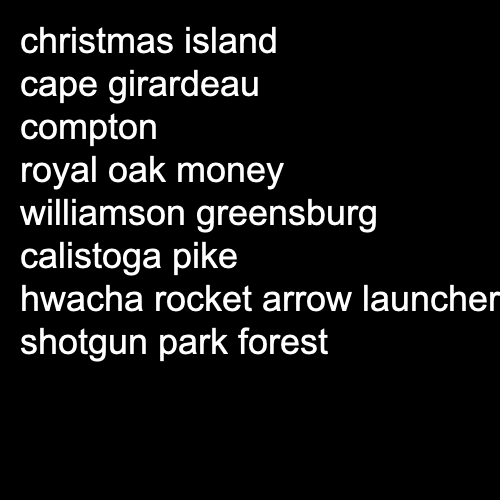 christmas island
cape girardeau
compton
royal oak money
williamson greensburg
calistoga pike
hwacha rocket arrow launcher
shotgun park forest